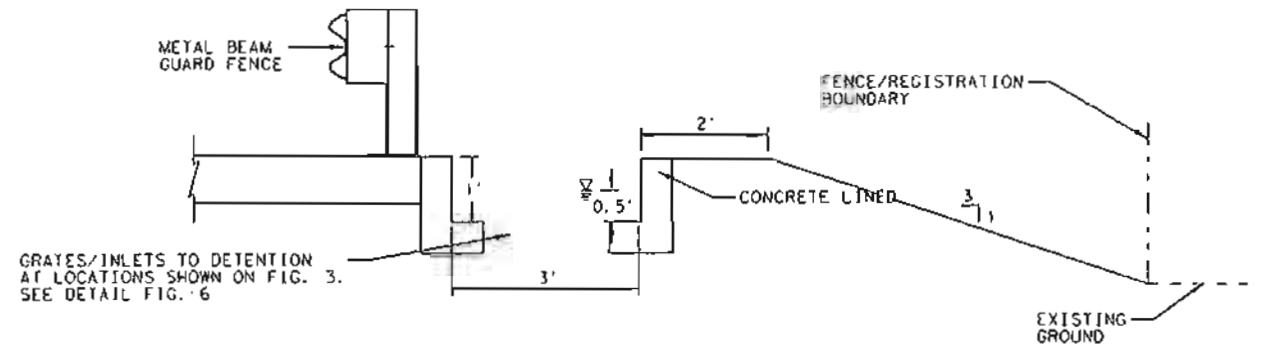 METAL BEAM
GUARD FENCE
FENCE/REGISTRATION
BOUNDARY
2'
CONCRETE LINED
0.5'
3
1
GRATES/INLETS TO DETENTION
AT LOCATIONS SHOWN ON FIG. 3.
SEE DETAIL FIG. 6
3'
EXISTING
GROUND